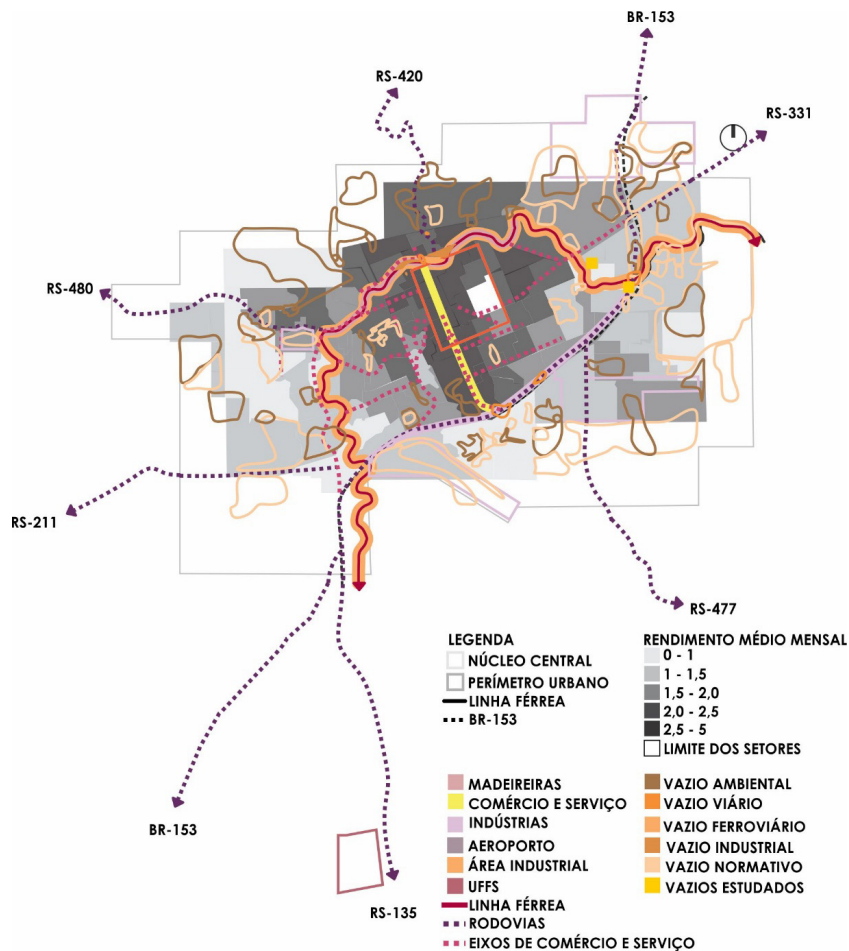 BR-153
RS-420
RS-331
RS-480
RS-211
RS-477
BR-153
RS-135
LEGENDA
NÚCLEO CENTRAL
PERÍMETRO URBANO
LINHA FÉRREA
BR-153
RENDIMENTO MÉDIO MENSAL
0 - 1
1 - 1,5
1,5 - 2,0
2,0 - 2,5
2,5 - 5
LIMITE DOS SETORES
MADEIREIRAS
COMÉRCIO E SERVIÇO
INDÚSTRIAS
AEROPORTO
ÁREA INDUSTRIAL
UFFS
LINHA FÉRREA
RODOVIAS
EIXOS DE COMÉRCIO E SERVIÇO
VAZIO AMBIENTAL
VAZIO VIÁRIO
VAZIO FERROVIÁRIO
VAZIO INDUSTRIAL
VAZIO NORMATIVO
VAZIOS ESTUDADOS